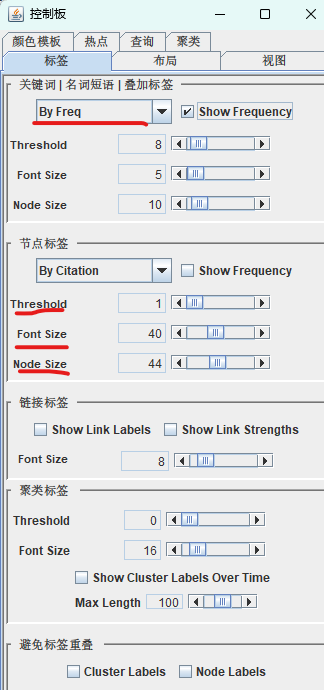 控制板
颜色模板 热点 查询 聚类
标签 布局 视图
关键词 | 名词短语 | 叠加标签
By Freq Show Frequency
Threshold 8
Font Size 5
Node Size 10
节点标签
By Citation Show Frequency
Threshold 1
Font Size 40
Node Size 44
链接标签
Show Link Labels Show Link Strengths
Font Size 8
聚类标签
Threshold 0
Font Size 16
Show Cluster Labels Over Time
Max Length 100
避免标签重叠
Cluster Labels Node Labels